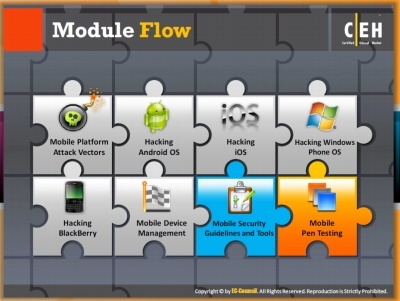 Module Flow
CEH
Certified Ethical Hacker
Mobile Platform
Attack Vectors
Hacking
Android OS
iOS
Hacking
iOS
Hacking Windows
Phone OS
Hacking
BlackBerry
Mobile Device
Management
Mobile Security
Guidelines and Tools
Mobile
Pen Testing
Copyright © by EC-Council. All Rights Reserved. Reproduction is Strictly Prohibited.